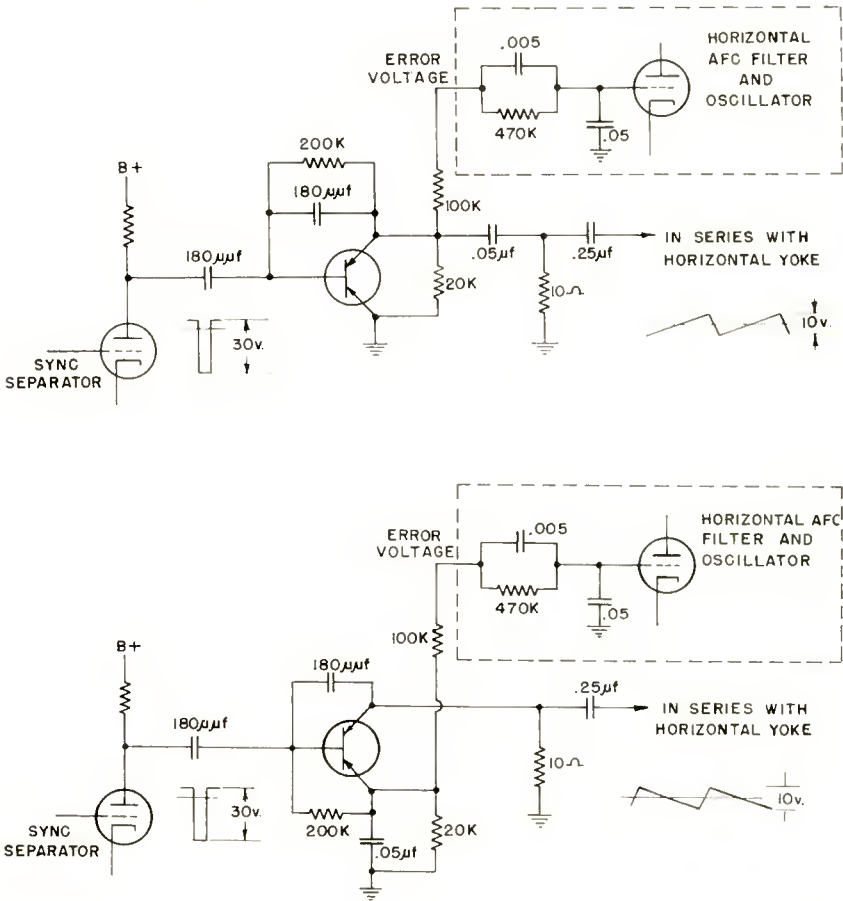 HORIZONTAL
AFC FILTER
AND
OSCILLATOR
.005
ERROR
VOLTAGE
470K
.05
200K
B+
180μμf
100K
180μμf
.05μf
.25μf
IN SERIES WITH
HORIZONTAL YOKE
20K
10Ω
30v.
10v.
SYNC
SEPARATOR
HORIZONTAL AFC
FILTER AND
OSCILLATOR
.005
ERROR
VOLTAGE
470K
.05
100K
B+
180μμf
.25μf
IN SERIES WITH
HORIZONTAL YOKE
180μμf
10Ω
30v.
10v.
200K
20K
.05μf
SYNC
SEPARATOR